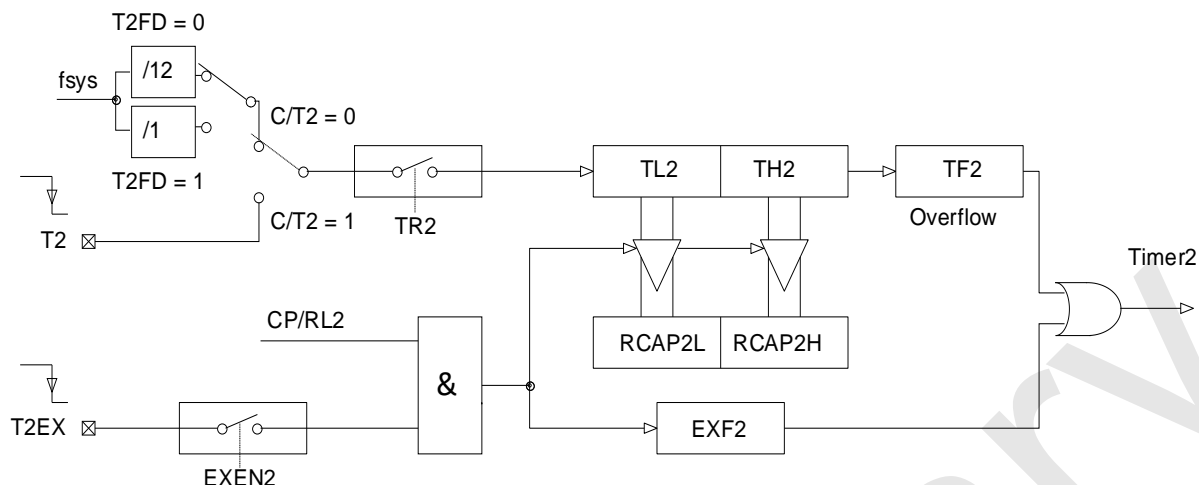 T2FD = 0
/12
fsys
C/T2 = 0
/1
T2FD = 1
TL2
TH2
TF2
T2
C/T2 = 1
TR2
Overflow
Timer2
CP/RL2
RCAP2L
RCAP2H
&
T2EX
EXF2
EXEN2